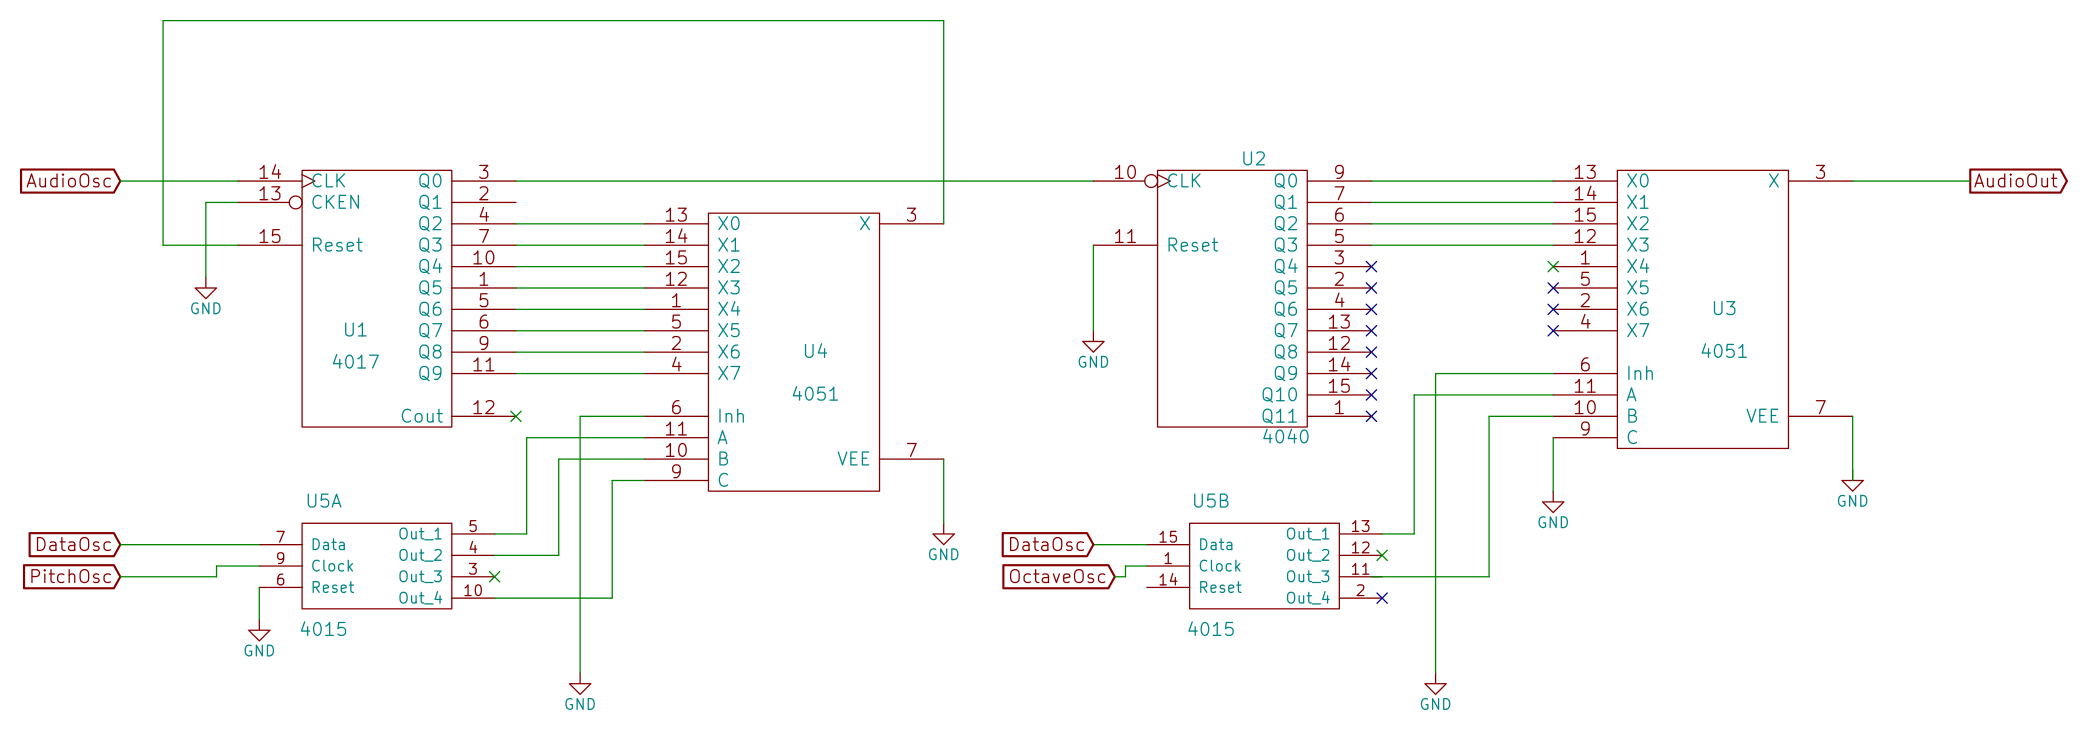 AudioOsc
14 CLK Q0 3
13 CKEN Q1 2
Q2 4
15 Reset Q3 7
Q4 10
Q5 1
Q6 5
U1 Q7 6
4017 Q8 9
Q9 11
Cout 12
GND
13 X0 X 3
14 X1
15 X2
12 X3
1 X4
5 X5
2 X6
4 X7
U4
4051
6 Inh
11 A
10 B VEE 7
9 C
GND
U5A
DataOsc
PitchOsc
7 Data Out_1 5
9 Clock Out_2 4
6 Reset Out_3 3
Out_4 10
4015
GND
GND
U2
10 CLK Q0 9
Q1 7
Q2 6
11 Reset Q3 5
Q4 3
Q5 2
Q6 4
Q7 13
Q8 12
Q9 14
Q10 15
Q11 1
4040
GND
13 X0 X 3
14 X1
15 X2
12 X3
1 X4
5 X5
2 X6
4 X7
U3
4051
6 Inh
11 A
10 B VEE 7
9 C
AudioOut
GND
GND
U5B
DataOsc
OctaveOsc
15 Data Out_1 13
1 Clock Out_2 12
14 Reset Out_3 11
Out_4 2
4015
GND